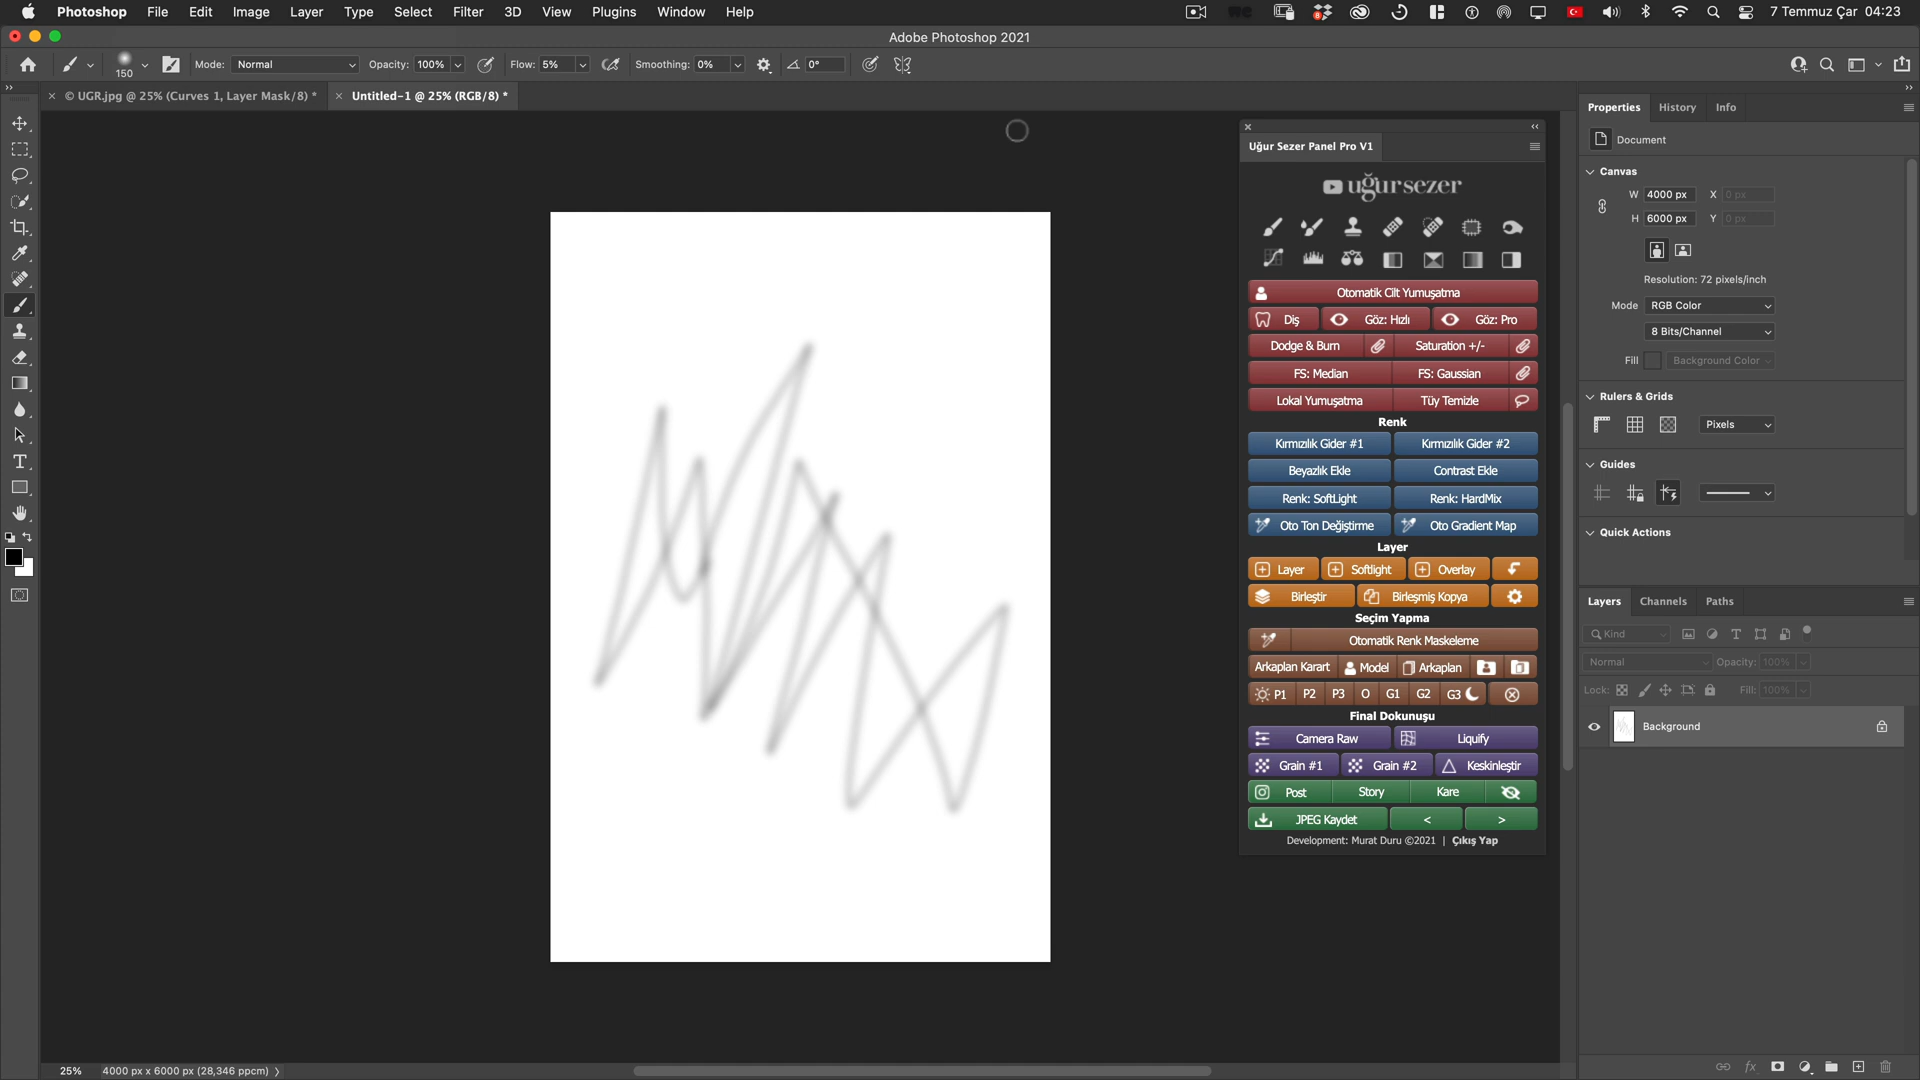 Photoshop File Edit Image Layer Type Select Filter 3D View Plugins Window Help 7 Temmuz Çar 04:23
Adobe Photoshop 2021
150 Mode: Normal Opacity: 100% Flow: 5% Smoothing: 0% 0°
© UGR.jpg @ 25% (Curves 1, Layer Mask/8) * Untitled-1 @ 25% (RGB/8) *
Uğur Sezer Panel Pro V1
uğursezer
Otomatik Cilt Yumuşatma
Diş Göz: Hızlı Göz: Pro
Dodge & Burn Saturation +/-
FS: Median FS: Gaussian
Lokal Yumuşatma Tüy Temizle
Renk
Kırmızılık Gider #1 Kırmızılık Gider #2
Beyazlık Ekle Contrast Ekle
Renk: SoftLight Renk: HardMix
Oto Ton Değiştirme Oto Gradient Map
Layer
Layer Softlight Overlay
Birleştir Birleşmiş Kopya
Seçim Yapma
Otomatik Renk Maskeleme
Arkaplan Karart Model Arkaplan
P1 P2 P3 O G1 G2 G3
Final Dokunuşu
Camera Raw Liquify
Grain #1 Grain #2 Keskinleştir
Post Story Kare
JPEG Kaydet < >
Development: Murat Duru ©2021 | Çıkış Yap
Properties History Info
Document
Canvas
W 4000 px X 0 px
H 6000 px Y 0 px
Resolution: 72 pixels/inch
Mode RGB Color
8 Bits/Channel
Fill Background Color
Rulers & Grids
Pixels
Guides
Quick Actions
Layers Channels Paths
Kind
Normal Opacity: 100%
Lock: Fill: 100%
Background
25% 4000 px x 6000 px (28,346 ppcm)